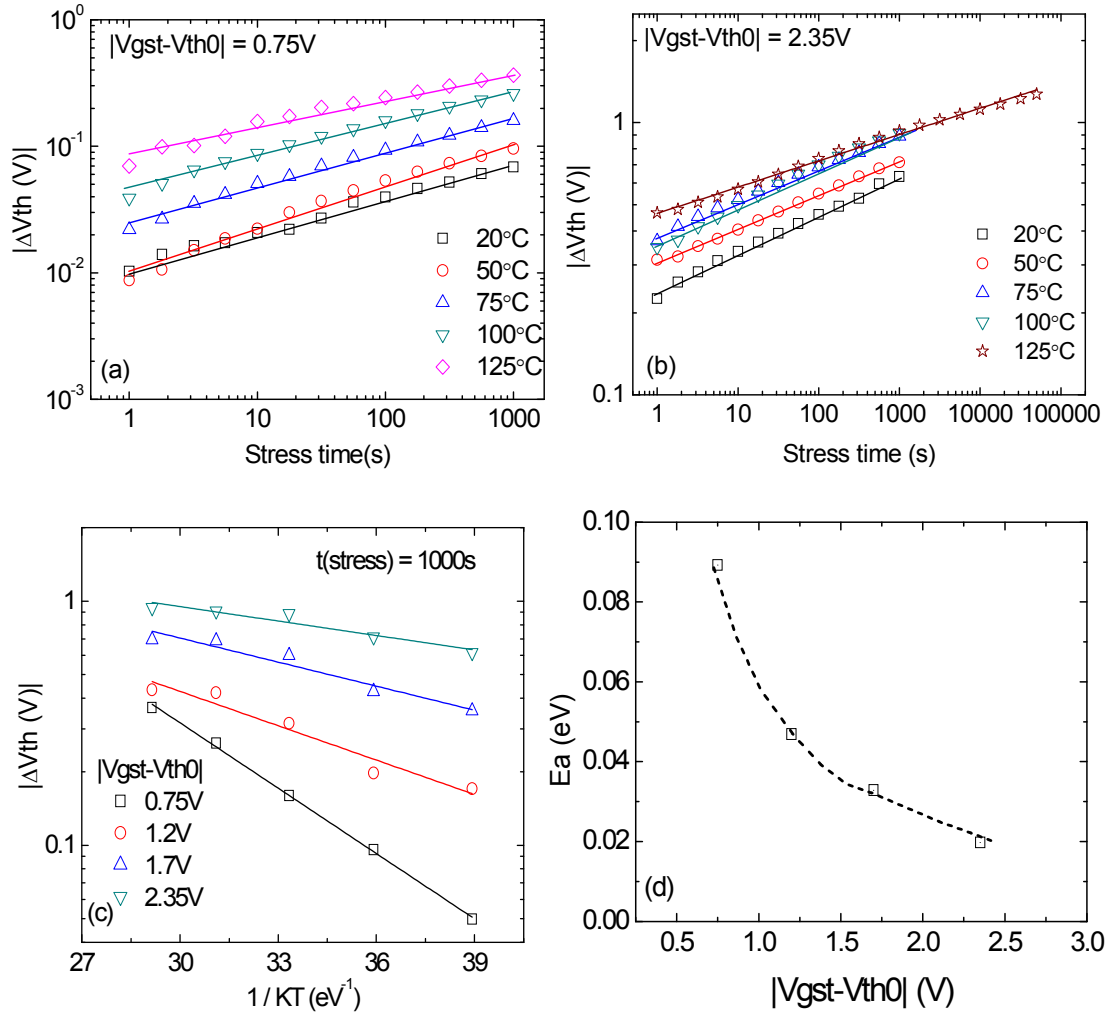 |Vgst-Vth0| = 0.75V
10⁰
10⁻¹
10⁻²
10⁻³
|ΔVth (V)|
20°C
50°C
75°C
100°C
125°C
(a)
1 10 100 1000
Stress time(s)
|Vgst-Vth0| = 2.35V
1
0.1
|ΔVth (V)|
20°C
50°C
75°C
100°C
125°C
(b)
1 10 100 1000 10000 100000
Stress time (s)
t(stress) = 1000s
1
0.1
|ΔVth (V)|
|Vgst-Vth0|
0.75V
1.2V
1.7V
2.35V
(c)
27 30 33 36 39
1 / KT (eV⁻¹)
0.10
0.08
0.06
0.04
0.02
0.00
Ea (eV)
(d)
0.5 1.0 1.5 2.0 2.5 3.0
|Vgst-Vth0| (V)